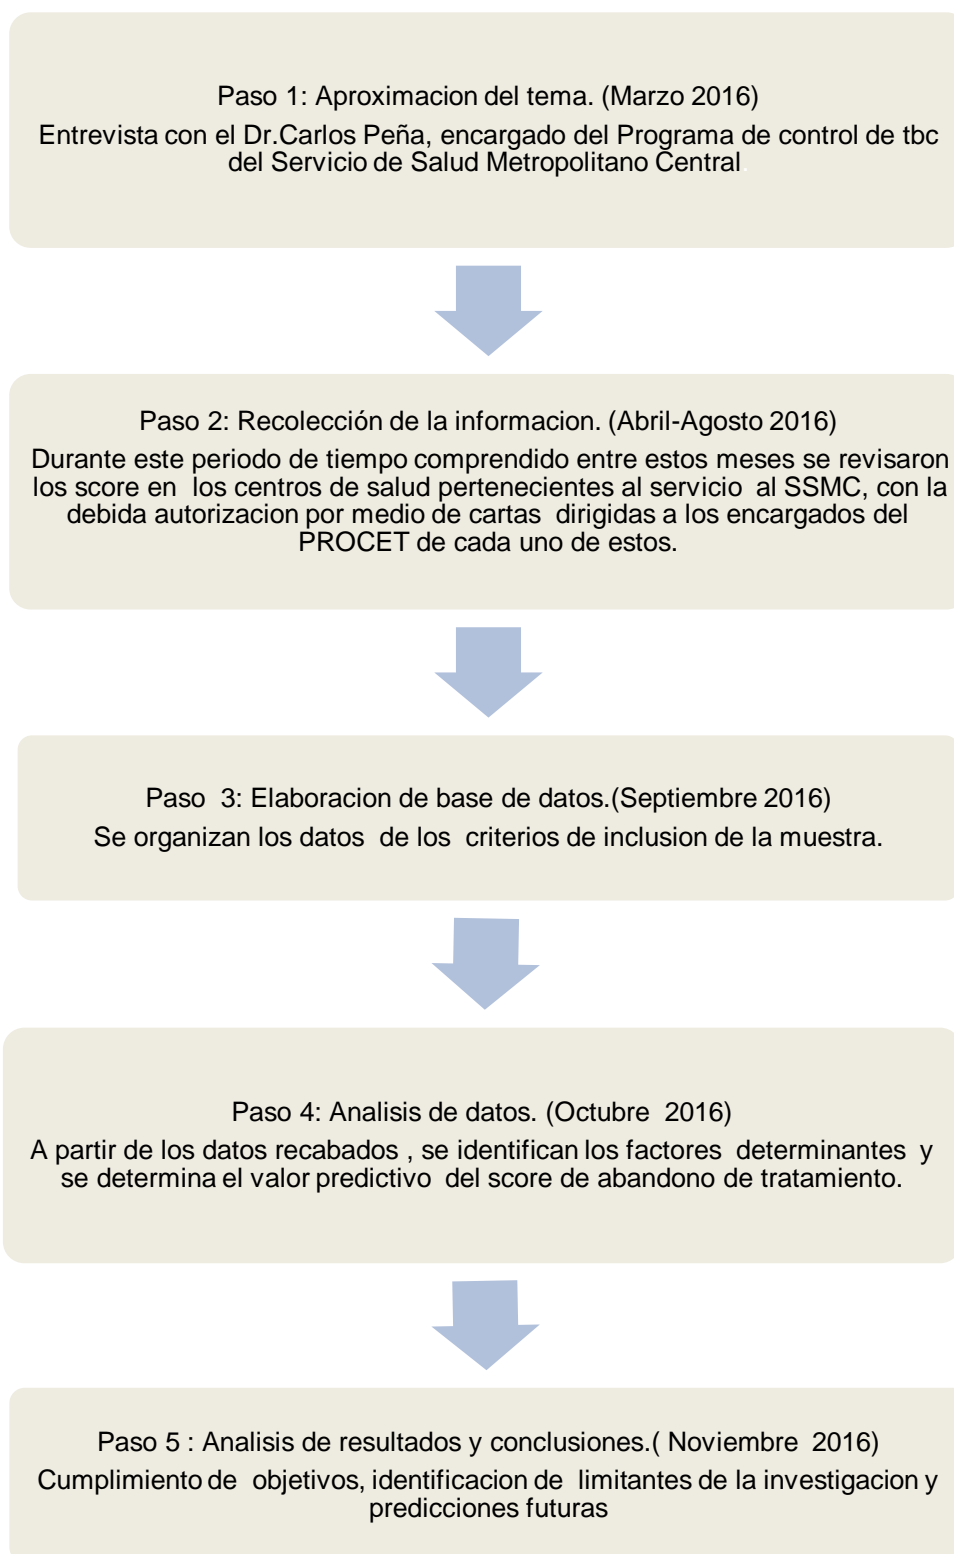 Paso 1: Aproximacion del tema. (Marzo 2016)
Entrevista con el Dr.Carlos Peña, encargado del Programa de control de tbc
del Servicio de Salud Metropolitano Central.
Paso 2: Recolección de la informacion. (Abril-Agosto 2016)
Durante este periodo de tiempo comprendido entre estos meses se revisaron
los score en los centros de salud pertenecientes al servicio al SSMC, con la
debida autorizacion por medio de cartas dirigidas a los encargados del
PROCET de cada uno de estos.
Paso 3: Elaboracion de base de datos.(Septiembre 2016)
Se organizan los datos de los criterios de inclusion de la muestra.
Paso 4: Analisis de datos. (Octubre 2016)
A partir de los datos recabados , se identifican los factores determinantes y
se determina el valor predictivo del score de abandono de tratamiento.
Paso 5 : Analisis de resultados y conclusiones.( Noviembre 2016)
Cumplimiento de objetivos, identificacion de limitantes de la investigacion y
predicciones futuras